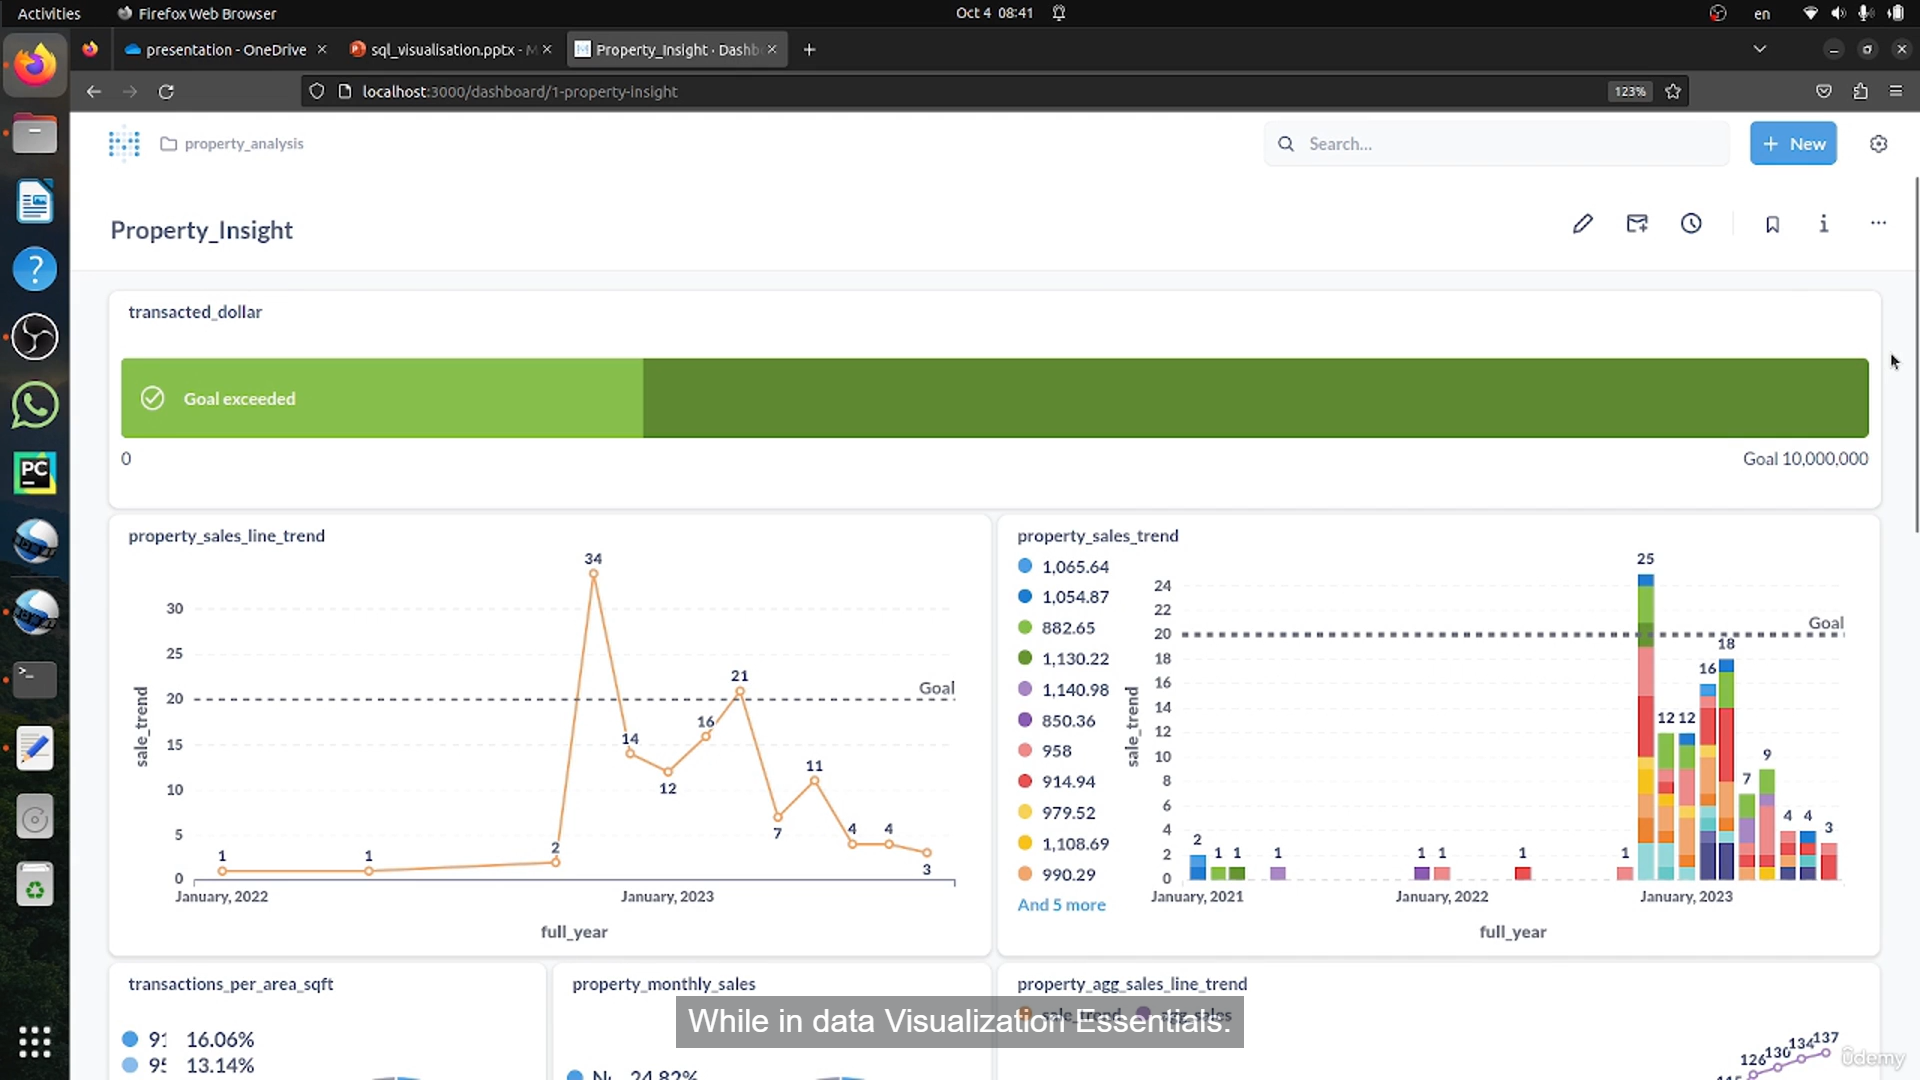 Activities
Firefox Web Browser
Oct 4 08:41
en
presentation - OneDrive
sql_visualisation.pptx - M
Property_Insight · Dashb
localhost:3000/dashboard/1-property-insight
123%
property_analysis
Search...
+ New
Property_Insight
transacted_dollar
Goal exceeded
0
Goal 10,000,000
property_sales_line_trend
34
30
25
21
20
Goal
16
15
14
12
11
10
7
5
4
4
3
2
1
1
0
sale_trend
January, 2022
January, 2023
full_year
property_sales_trend
1,065.64
1,054.87
882.65
1,130.22
1,140.98
850.36
958
914.94
979.52
1,108.69
990.29
And 5 more
sale_trend
24
22
20
18
16
14
12
10
8
6
4
2
0
Goal
2
1
1
1
1
1
1
1
25
12
12
16
18
7
9
4
4
3
January, 2021
January, 2022
January, 2023
full_year
transactions_per_area_sqft
16.06%
13.14%
property_monthly_sales
24.82%
property_agg_sales_line_trend
sale_trend
agg_sales
126
130
134
137
While in data Visualization Essentials.
ûdemy
PC